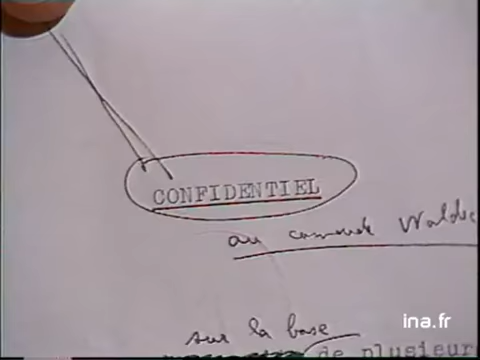 CONFIDENTIEL
au camarade Waldec
sur la base
de plusieur
ina.fr